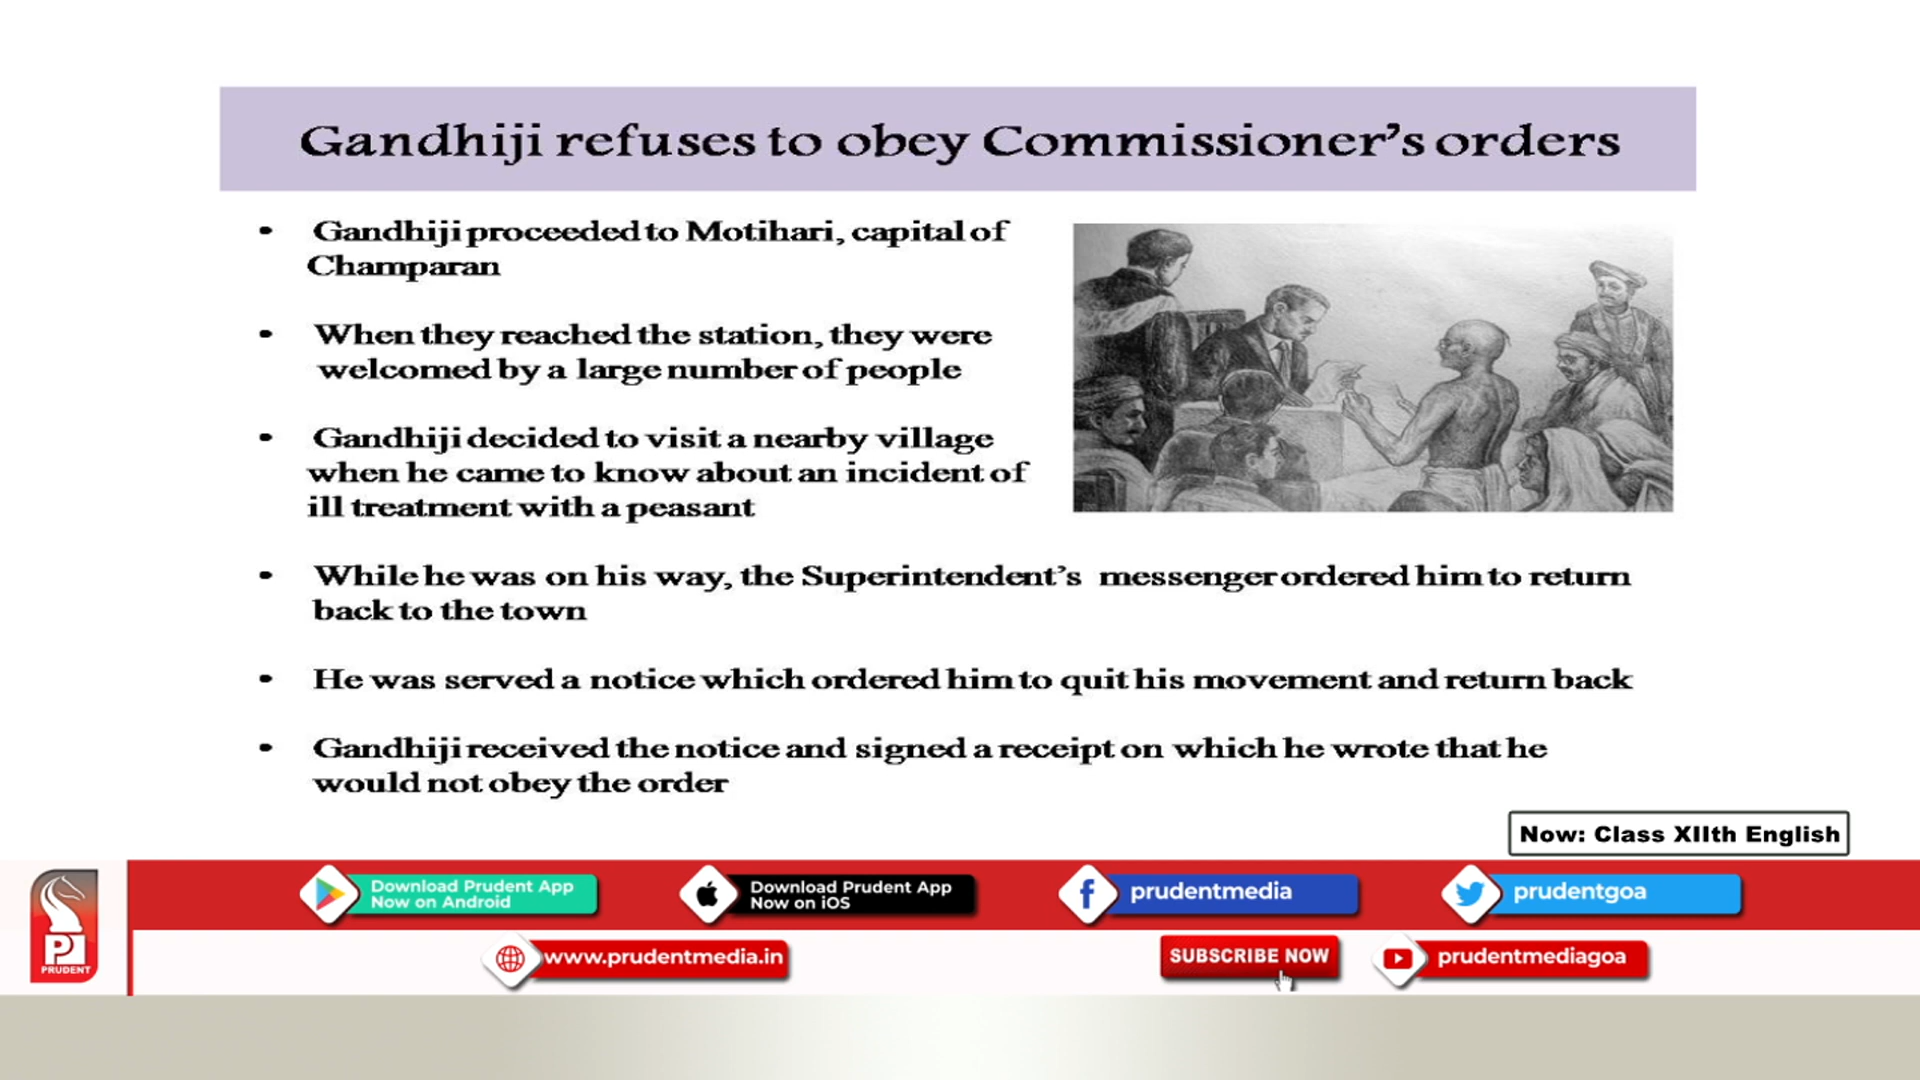 Gandhiji refuses to obey Commissioner's orders
• Gandhiji proceeded to Motihari, capital of
Champaran
• When they reached the station, they were
welcomed by a large number of people
• Gandhiji decided to visit a nearby village
when he came to know about an incident of
ill treatment with a peasant
• While he was on his way, the Superintendent's messenger ordered him to return
back to the town
• He was served a notice which ordered him to quit his movement and return back
• Gandhiji received the notice and signed a receipt on which he wrote that he
would not obey the order
Now: Class XIIth English
Download Prudent App
Now on Android
Download Prudent App
Now on iOS
prudentmedia
prudentgoa
P
PRUDENT
www.prudentmedia.in
SUBSCRIBE NOW
prudentmediagoa